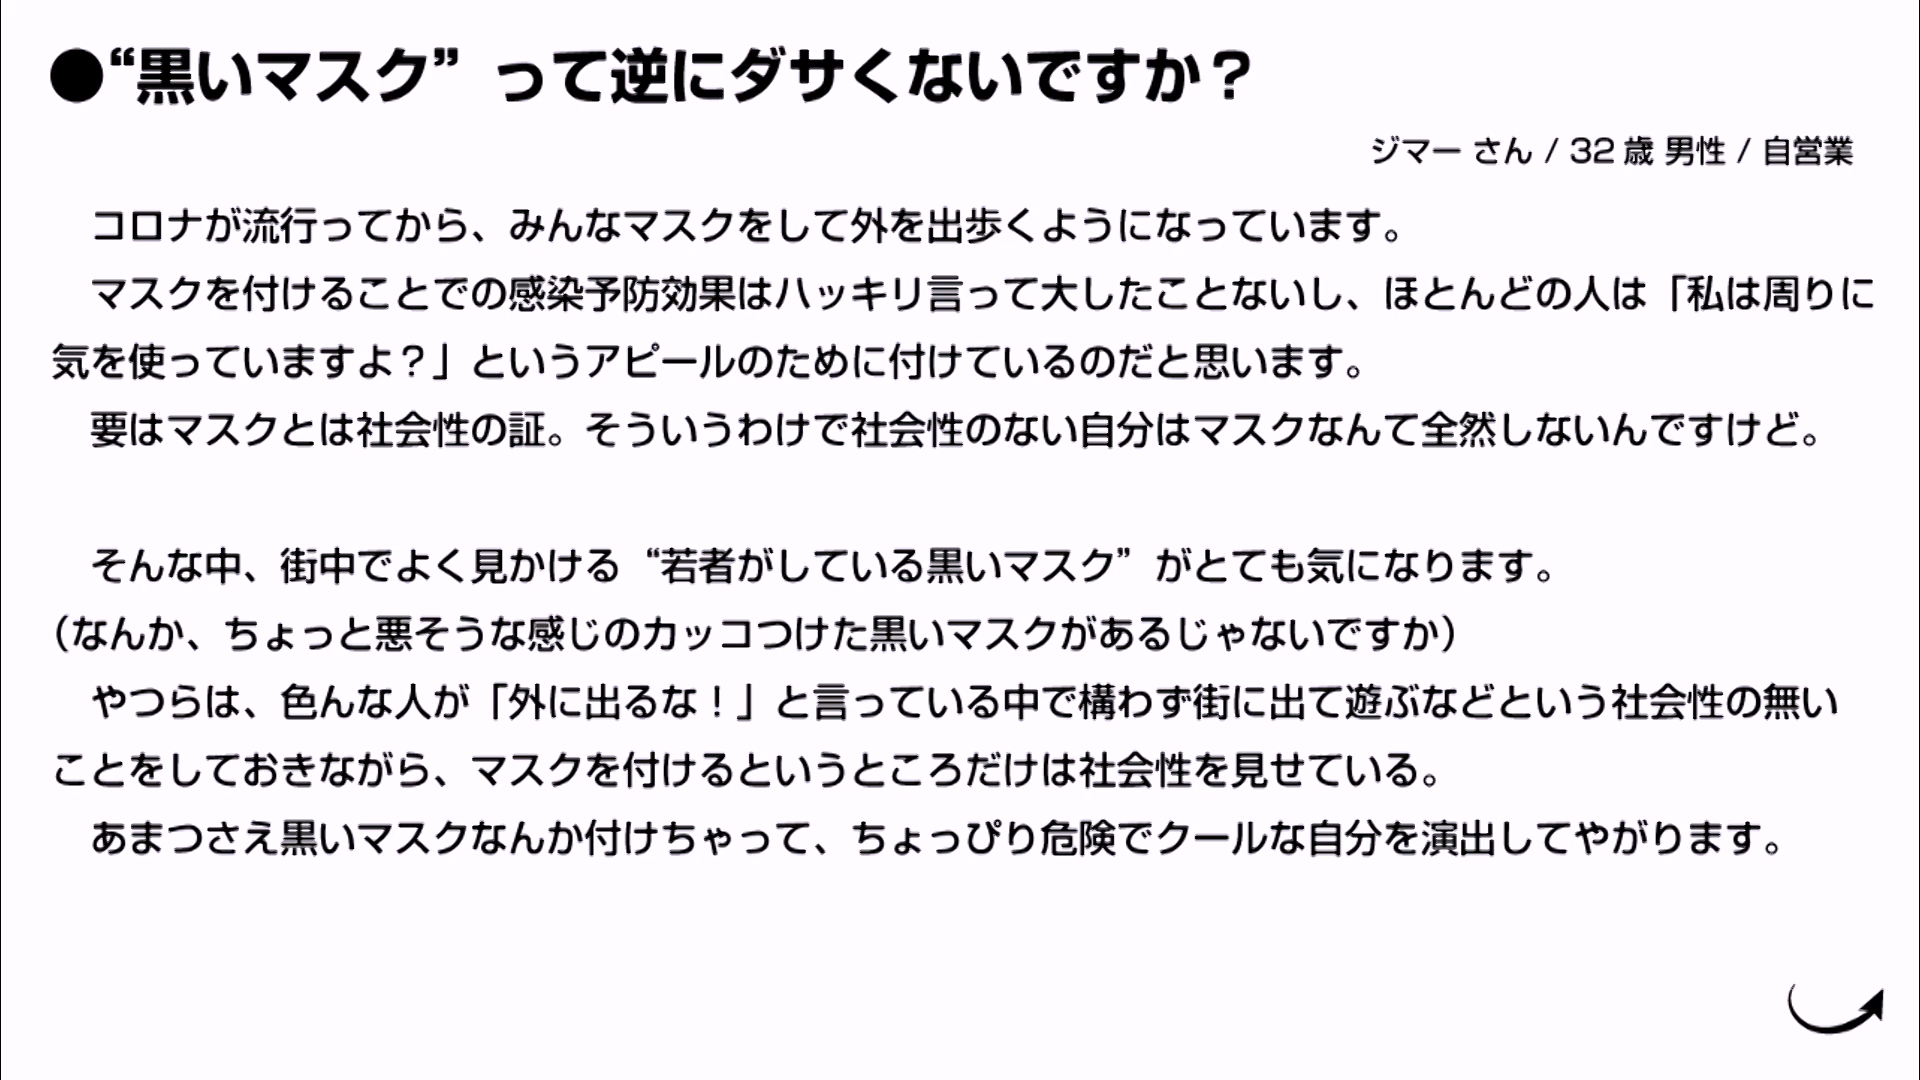 ●“黒いマスク”って逆にダサくないですか？
ジマー さん / 32 歳 男性 / 自営業
コロナが流行ってから、みんなマスクをして外を出歩くようになっています。
マスクを付けることでの感染予防効果はハッキリ言って大したことないし、ほとんどの人は「私は周りに
気を使っていますよ？」というアピールのために付けているのだと思います。
要はマスクとは社会性の証。そういうわけで社会性のない自分はマスクなんて全然しないんですけど。
そんな中、街中でよく見かける“若者がしている黒いマスク”がとても気になります。
（なんか、ちょっと悪そうな感じのカッコつけた黒いマスクがあるじゃないですか）
やつらは、色んな人が「外に出るな！」と言っている中で構わず街に出て遊ぶなどという社会性の無い
ことをしておきながら、マスクを付けるというところだけは社会性を見せている。
あまつさえ黒いマスクなんか付けちゃって、ちょっぴり危険でクールな自分を演出してやがります。